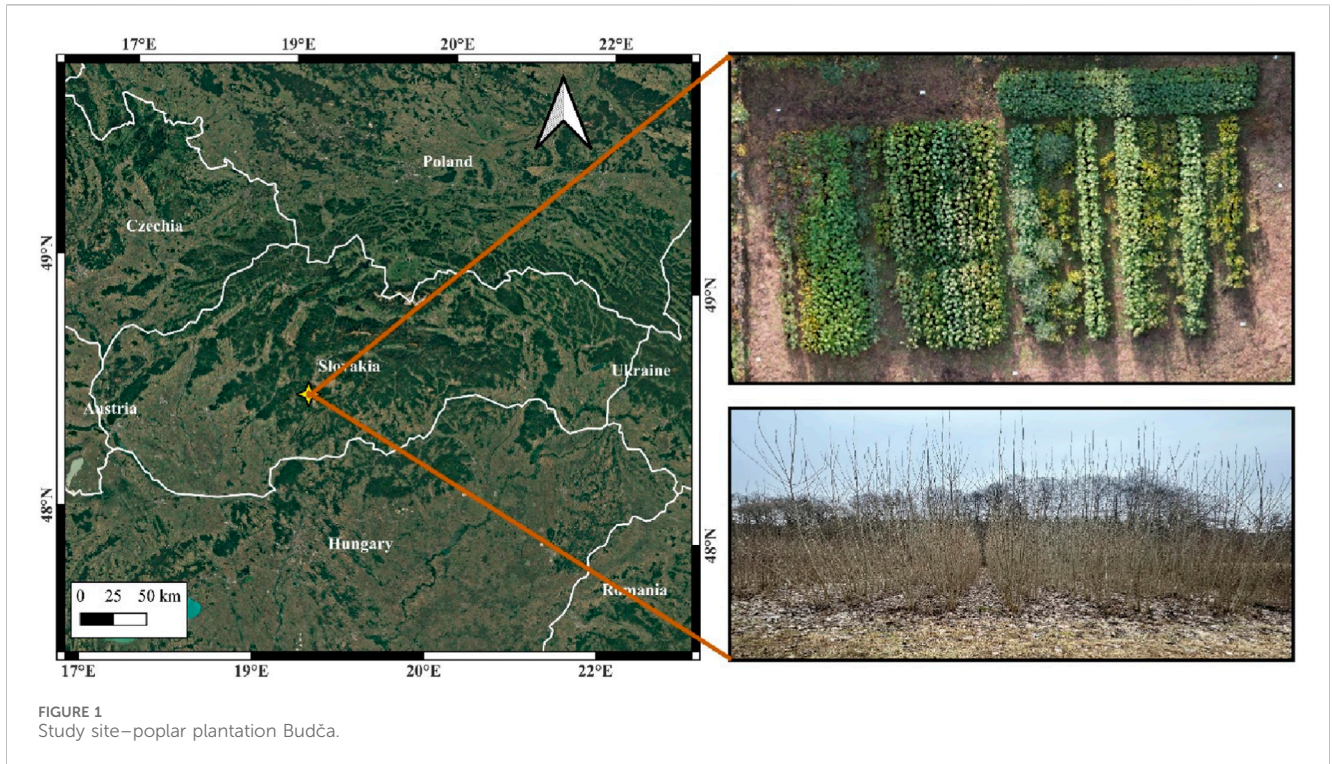 17°E 19°E 20°E 22°E
Poland
Czechia
49°N
49°N
Slovakia
Ukraine
Austria
48°N
48°N
Hungary
Romania
0 25 50 km
17°E 19°E 20°E 22°E
FIGURE 1
Study site–poplar plantation Budča.